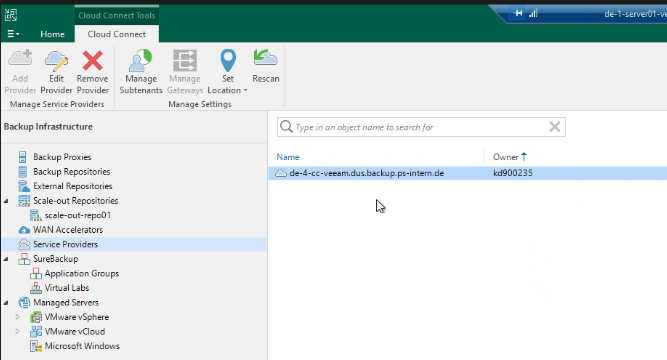 Cloud Connect Tools
de-1-server01-ve
Home
Cloud Connect
Add Provider
Edit Provider
Remove Provider
Manage Subtenants
Manage Gateways
Set Location
Rescan
Manage Service Providers
Manage Settings
Backup Infrastructure
Type in an object name to search for
Backup Proxies
Backup Repositories
External Repositories
Scale-out Repositories
scale-out-repo01
WAN Accelerators
Service Providers
SureBackup
Application Groups
Virtual Labs
Managed Servers
VMware vSphere
VMware vCloud
Microsoft Windows
Name
Owner
de-4-cc-veeam.dus.backup.ps-intern.de
kd900235